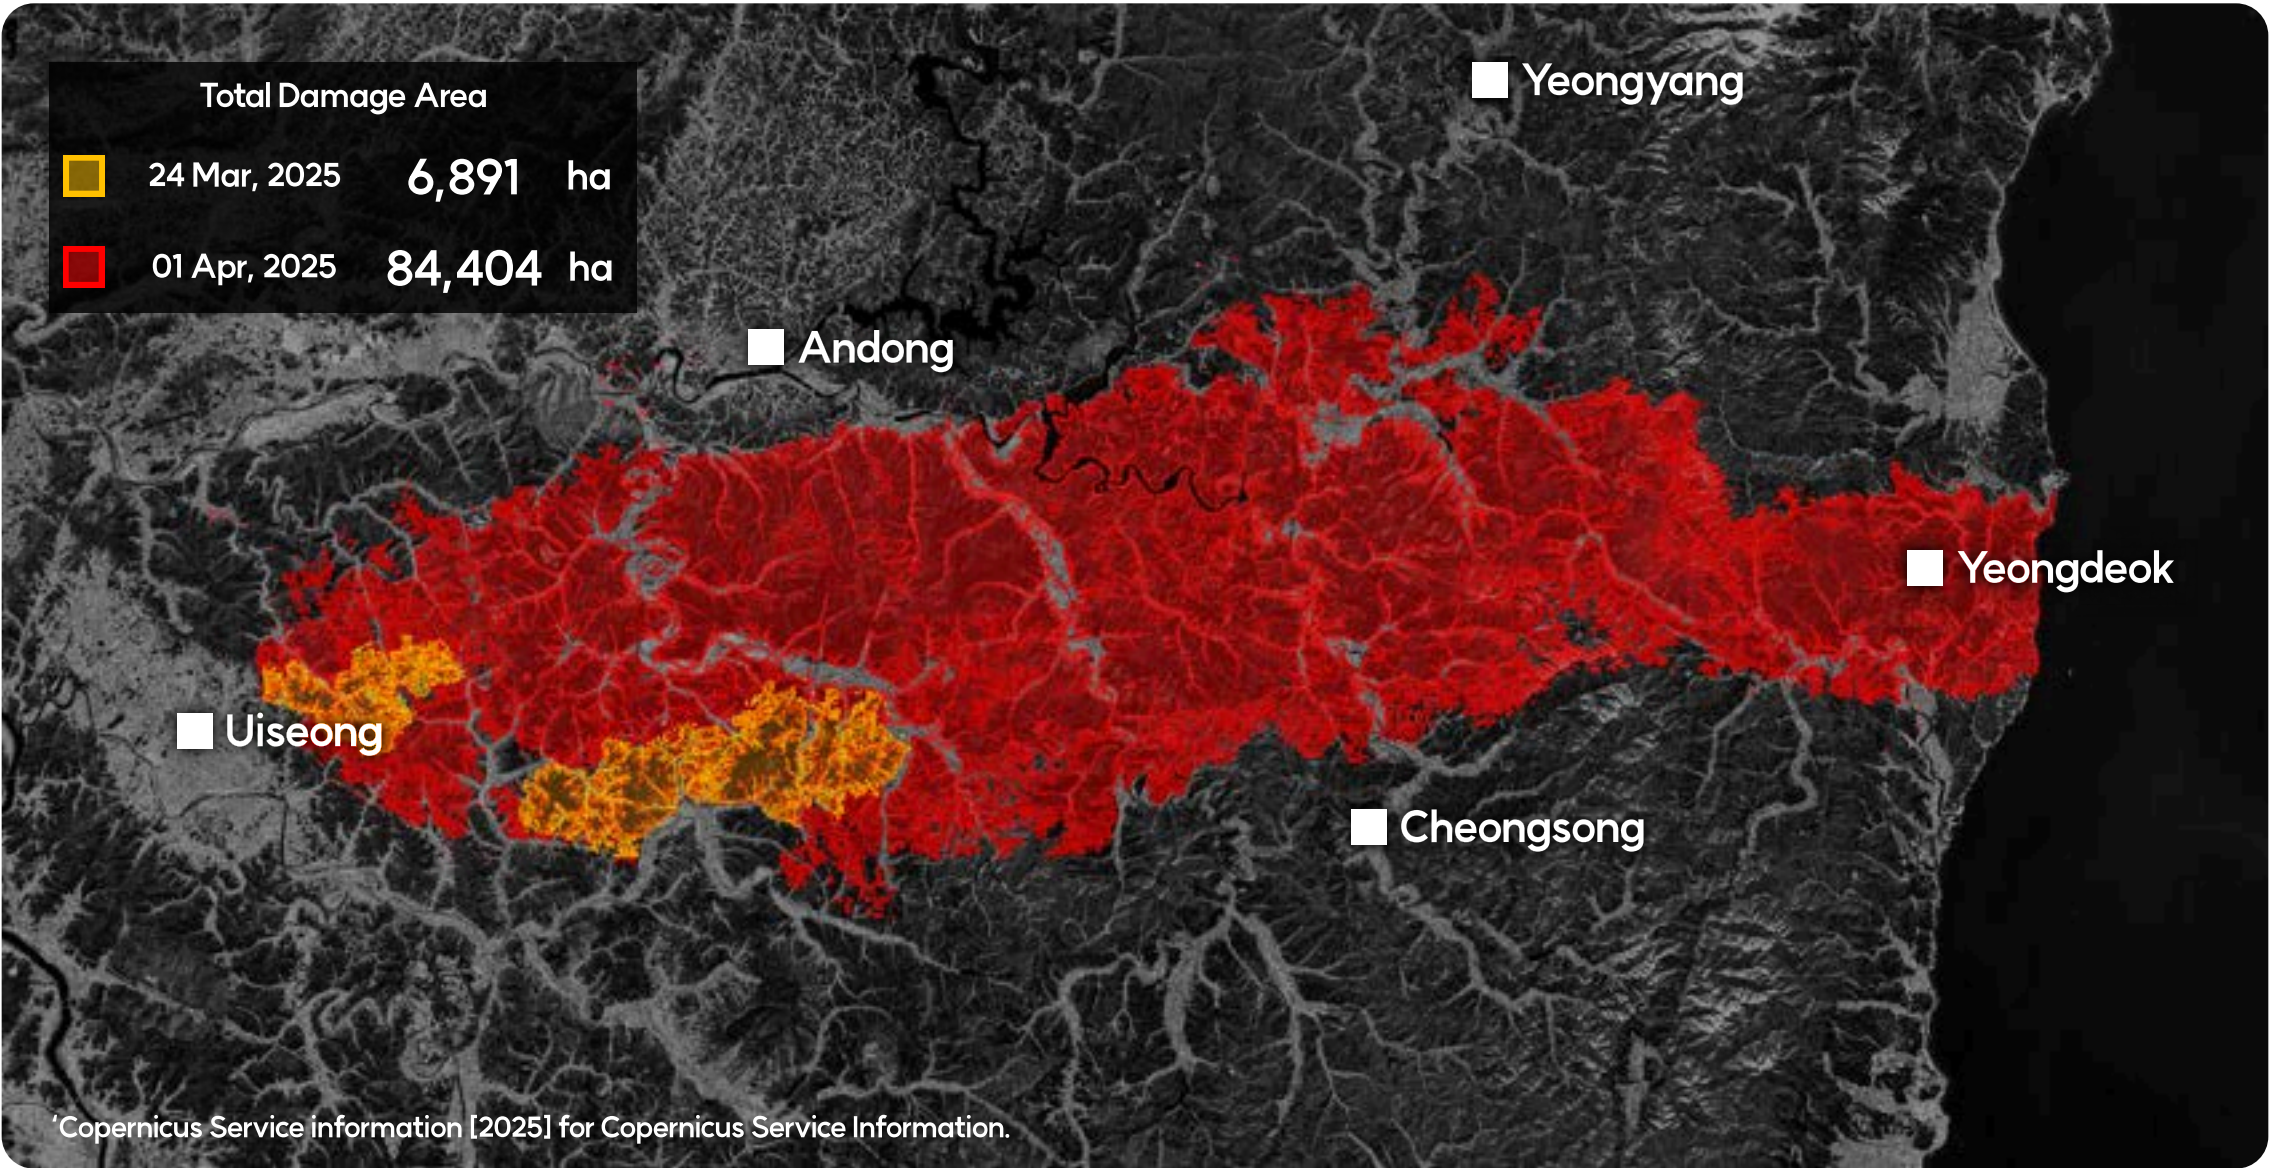 Total Damage Area
24 Mar, 2025 6,891 ha
01 Apr, 2025 84,404 ha
Yeongyang
Andong
Yeongdeok
Uiseong
Cheongsong
‘Copernicus Service information [2025] for Copernicus Service Information.